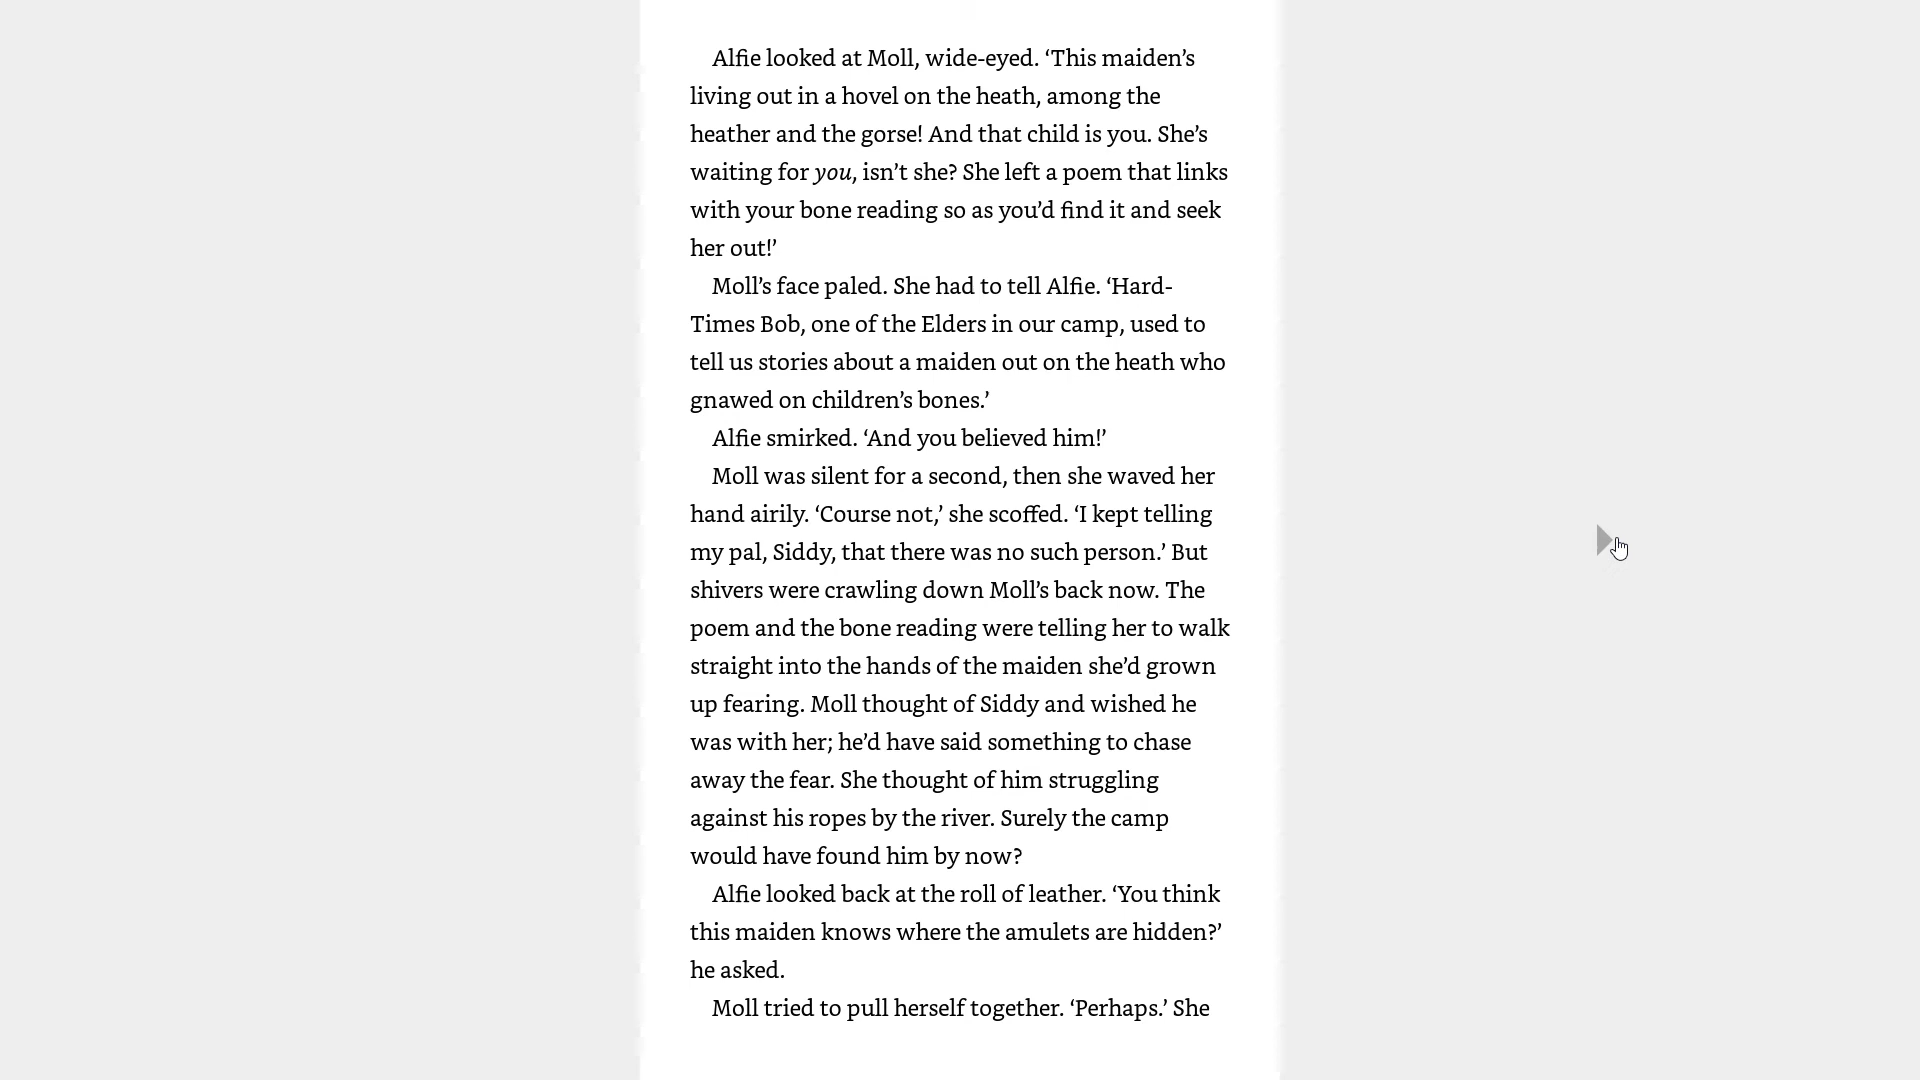 Alfie looked at Moll, wide-eyed. ‘This maiden’s
living out in a hovel on the heath, among the
heather and the gorse! And that child is you. She’s
waiting for you, isn’t she? She left a poem that links
with your bone reading so as you’d find it and seek
her out!’
Moll’s face paled. She had to tell Alfie. ‘Hard-
Times Bob, one of the Elders in our camp, used to
tell us stories about a maiden out on the heath who
gnawed on children’s bones.’
Alfie smirked. ‘And you believed him!’
Moll was silent for a second, then she waved her
hand airily. ‘Course not,’ she scoffed. ‘I kept telling
my pal, Siddy, that there was no such person.’ But
shivers were crawling down Moll’s back now. The
poem and the bone reading were telling her to walk
straight into the hands of the maiden she’d grown
up fearing. Moll thought of Siddy and wished he
was with her; he’d have said something to chase
away the fear. She thought of him struggling
against his ropes by the river. Surely the camp
would have found him by now?
Alfie looked back at the roll of leather. ‘You think
this maiden knows where the amulets are hidden?’
he asked.
Moll tried to pull herself together. ‘Perhaps.’ She